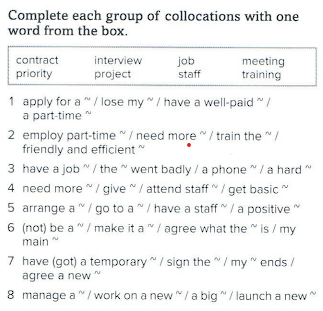 Complete each group of collocations with one
word from the box.
contract interview job meeting
priority project staff training
1 apply for a ~ / lose my ~ / have a well-paid ~ /
a part-time ~
2 employ part-time ~ / need more ~ / train the ~ /
friendly and efficient ~
3 have a job ~ / the ~ went badly / a phone ~ / a hard ~
4 need more ~ / give ~ / attend staff ~ / get basic ~
5 arrange a ~ / go to a ~ / have a staff ~ / a positive ~
6 (not) be a ~ / make it a ~ / agree what the ~ is / my
main ~
7 have (got) a temporary ~ / sign the ~ / my ~ ends /
agree a new ~
8 manage a ~ / work on a new ~ / a big ~ / launch a new ~